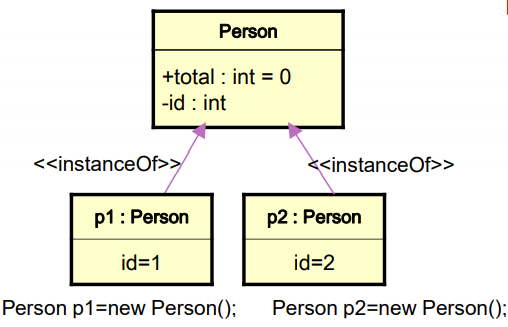 Person
+total : int = 0
-id : int
<<instanceOf>>
<<instanceOf>>
p1 : Person
p2 : Person
id=1
id=2
Person p1=new Person();
Person p2=new Person();